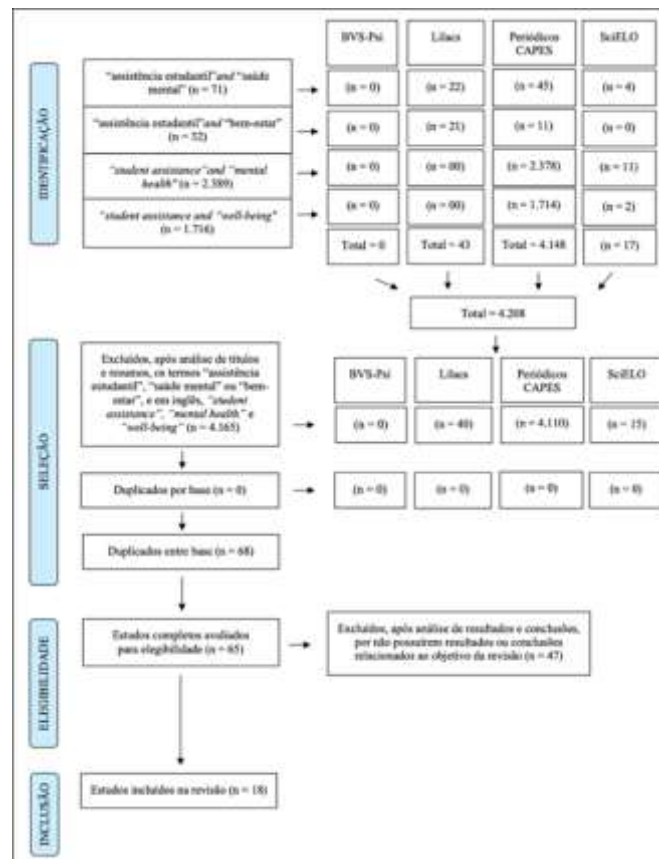 BVS-Psi
Lilacs
Periódicos
CAPES
SciELO
IDENTIFICAÇÃO
“assistência estudantil” and “saúde
mental” (n = 71)
(n = 0)
(n = 22)
(n = 45)
(n = 4)
“assistência estudantil” and “bem-estar”
(n = 32)
(n = 0)
(n = 21)
(n = 11)
(n = 0)
“student assistance” and “mental
health” (n = 2.389)
(n = 0)
(n = 00)
(n = 2.378)
(n = 11)
“student assistance and “well-being”
(n = 1.716)
(n = 0)
(n = 00)
(n = 1.714)
(n = 2)
Total = 0
Total = 43
Total = 4.148
(n = 17)
Total = 4.208
SELEÇÃO
Excluídos, após análise de títulos
e resumos, os termos “assistência
estudantil”, “saúde mental” ou “bem-
estar”, e em inglês, “student
assistance”, “mental health” e
“well-being” (n = 4.165)
BVS-Psi
Lilacs
Periódicos
CAPES
SciELO
(n = 0)
(n = 40)
(n = 4.110)
(n = 15)
Duplicados por base (n = 0)
(n = 0)
(n = 0)
(n = 0)
(n = 0)
Duplicados entre base (n = 68)
ELEGIBILIDADE
Estudos completos avaliados
para elegibilidade (n = 65)
Excluídos, após análise de resultados e conclusões,
por não possuírem resultados ou conclusões
relacionados ao objetivo da revisão (n = 47)
INCLUSÃO
Estudos incluídos na revisão (n = 18)